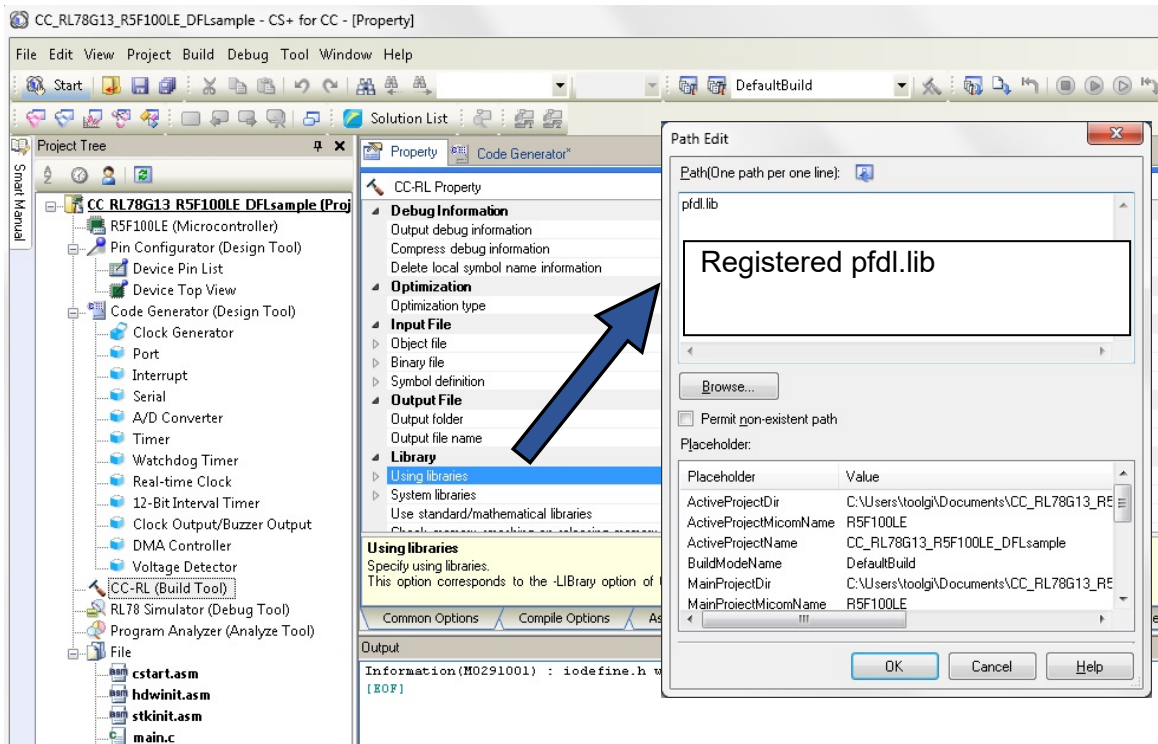 CC_RL78G13_R5F100LE_DFLsample - CS+ for CC - [Property]
File Edit View Project Build Debug Tool Window Help
Start
DefaultBuild
Solution List
Smart Manual
Project Tree
CC_RL78G13_R5F100LE_DFLsample (Proj
R5F100LE (Microcontroller)
Pin Configurator (Design Tool)
Device Pin List
Device Top View
Code Generator (Design Tool)
Clock Generator
Port
Interrupt
Serial
A/D Converter
Timer
Watchdog Timer
Real-time Clock
12-Bit Interval Timer
Clock Output/Buzzer Output
DMA Controller
Voltage Detector
CC-RL (Build Tool)
RL78 Simulator (Debug Tool)
Program Analyzer (Analyze Tool)
File
cstart.asm
hdwinit.asm
stkinit.asm
main.c
Property
Code Generator*
CC-RL Property
Debug Information
Output debug information
Compress debug information
Delete local symbol name information
Optimization
Optimization type
Input File
Object file
Binary file
Symbol definition
Output File
Output folder
Output file name
Library
Using libraries
System libraries
Use standard/mathematical libraries
Using libraries
Specify using libraries.
This option corresponds to the -LIBrary option of
Common Options
Compile Options
As
Output
Information(M0291001) : iodefine.h w
[EOF]
Path Edit
Path(One path per one line):
pfdl.lib
Registered pfdl.lib
Browse...
Permit non-existent path
Placeholder:
Placeholder Value
ActiveProjectDir C:\Users\toolgi\Documents\CC_RL78G13_R5
ActiveProjectMicomName R5F100LE
ActiveProjectName CC_RL78G13_R5F100LE_DFLsample
BuildModeName DefaultBuild
MainProjectDir C:\Users\toolgi\Documents\CC_RL78G13_R5
MainProjectMicomName R5F100LE
OK
Cancel
Help